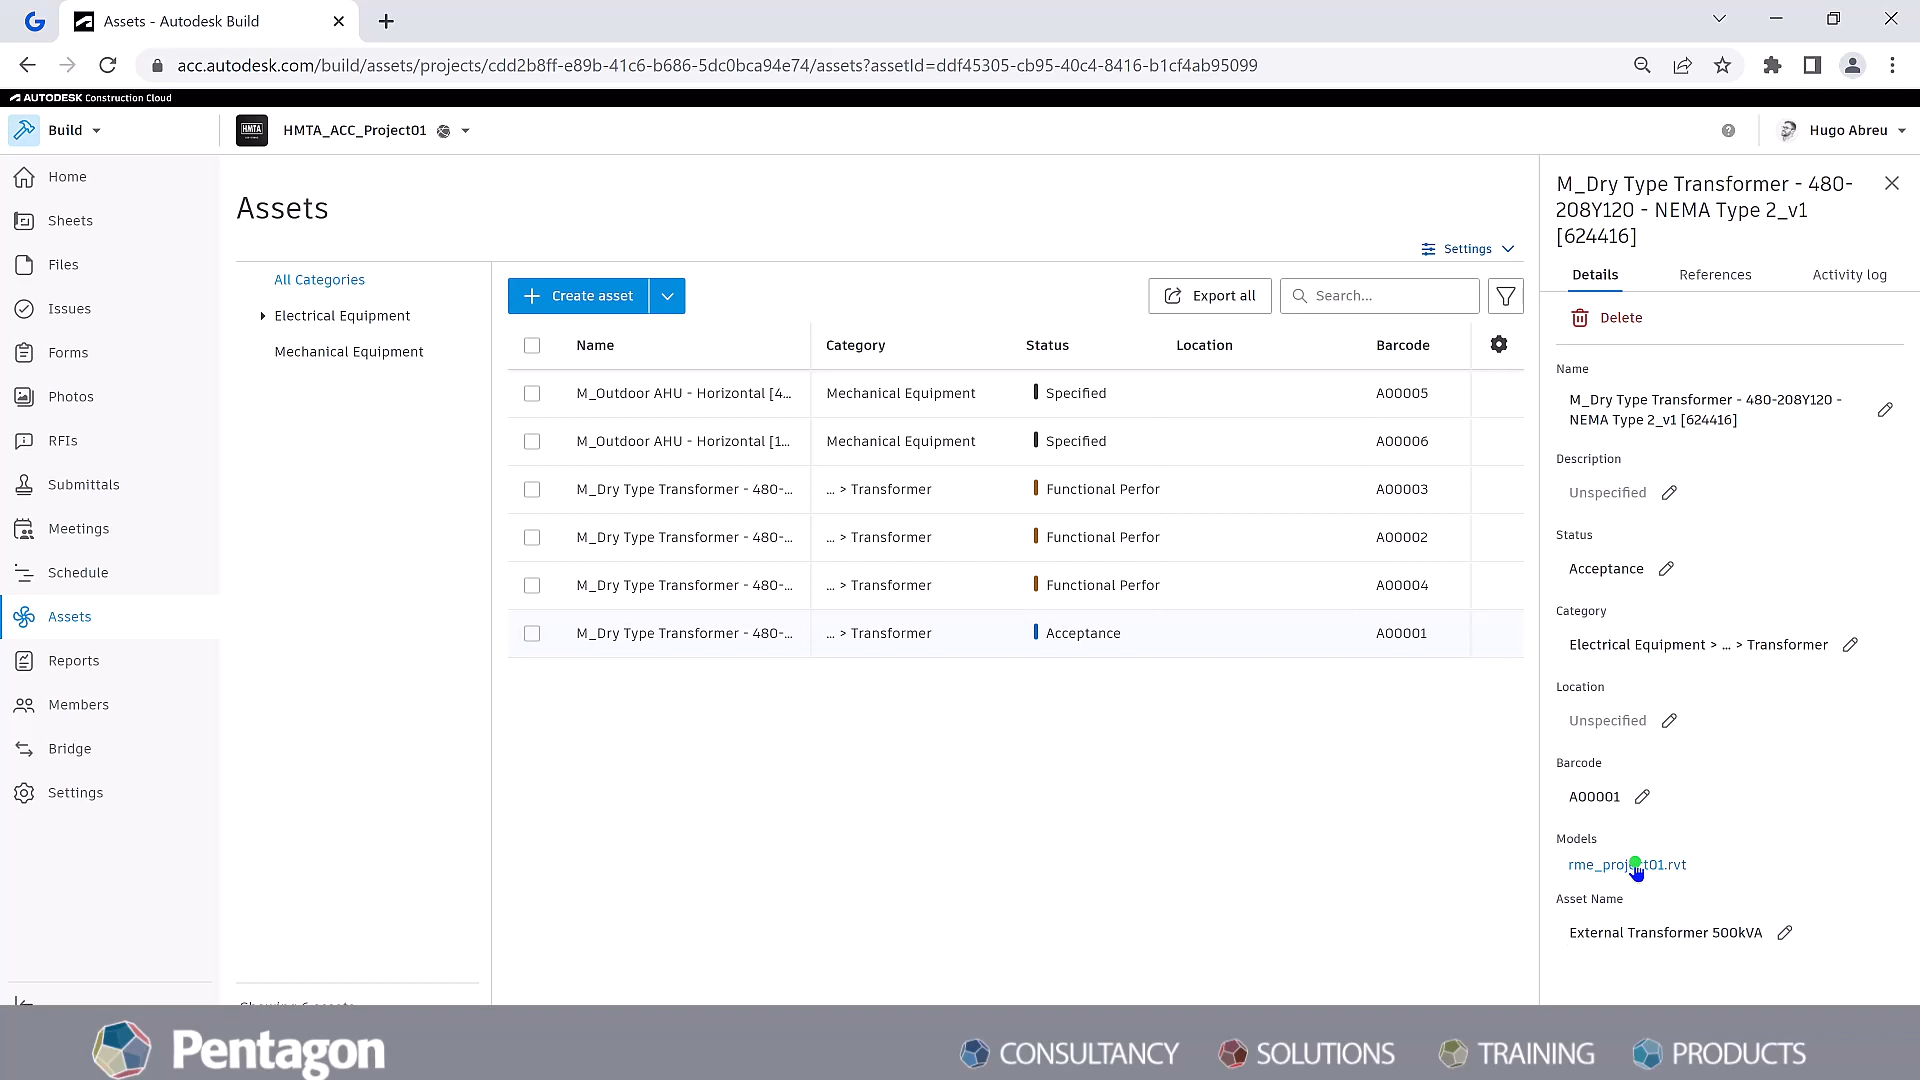 Assets - Autodesk Build
acc.autodesk.com/build/assets/projects/cdd2b8ff-e89b-41c6-b686-5dc0bca94e74/assets?assetId=ddf45305-cb95-40c4-8416-b1cf4ab95099
AUTODESK Construction Cloud
Build
HMTA
HMTA_ACC_Project01
Hugo Abreu
Home
Sheets
Files
Issues
Forms
Photos
RFIs
Submittals
Meetings
Schedule
Assets
Reports
Members
Bridge
Settings
Assets
Settings
All Categories
Electrical Equipment
Mechanical Equipment
Showing 6 assets
Create asset
Export all
Search...
Name Category Status Location Barcode
M_Outdoor AHU - Horizontal [4... Mechanical Equipment Specified A00005
M_Outdoor AHU - Horizontal [1... Mechanical Equipment Specified A00006
M_Dry Type Transformer - 480-... ... > Transformer Functional Perfor A00003
M_Dry Type Transformer - 480-... ... > Transformer Functional Perfor A00002
M_Dry Type Transformer - 480-... ... > Transformer Functional Perfor A00004
M_Dry Type Transformer - 480-... ... > Transformer Acceptance A00001
M_Dry Type Transformer - 480-
208Y120 - NEMA Type 2_v1
[624416]
Details References Activity log
Delete
Name
M_Dry Type Transformer - 480-208Y120 -
NEMA Type 2_v1 [624416]
Description
Unspecified
Status
Acceptance
Category
Electrical Equipment > ... > Transformer
Location
Unspecified
Barcode
A00001
Models
rme_project01.rvt
Asset Name
External Transformer 500kVA
Pentagon
CONSULTANCY SOLUTIONS TRAINING PRODUCTS